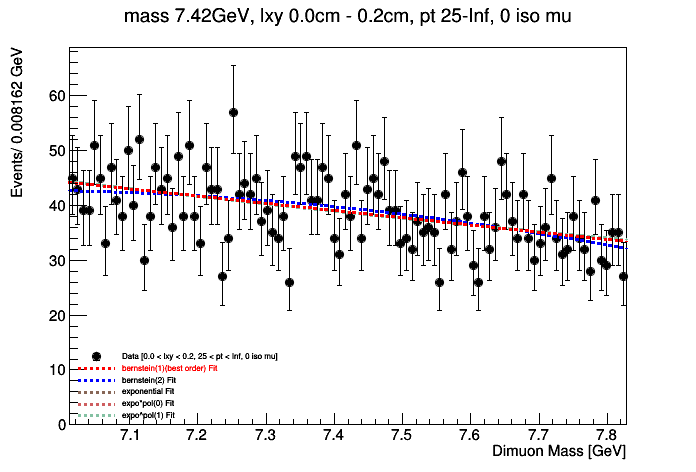 mass 7.42GeV, lxy 0.0cm - 0.2cm, pt 25-Inf, 0 iso mu
Events/ 0.008162 GeV
60
50
40
30
20
10
0
Data [0.0 < lxy < 0.2, 25 < pt < Inf, 0 iso mu]
bernstein(1)(best order) Fit
bernstein(2) Fit
exponential Fit
expo*pol(0) Fit
expo*pol(1) Fit
7.1 7.2 7.3 7.4 7.5 7.6 7.7 7.8
Dimuon Mass [GeV]